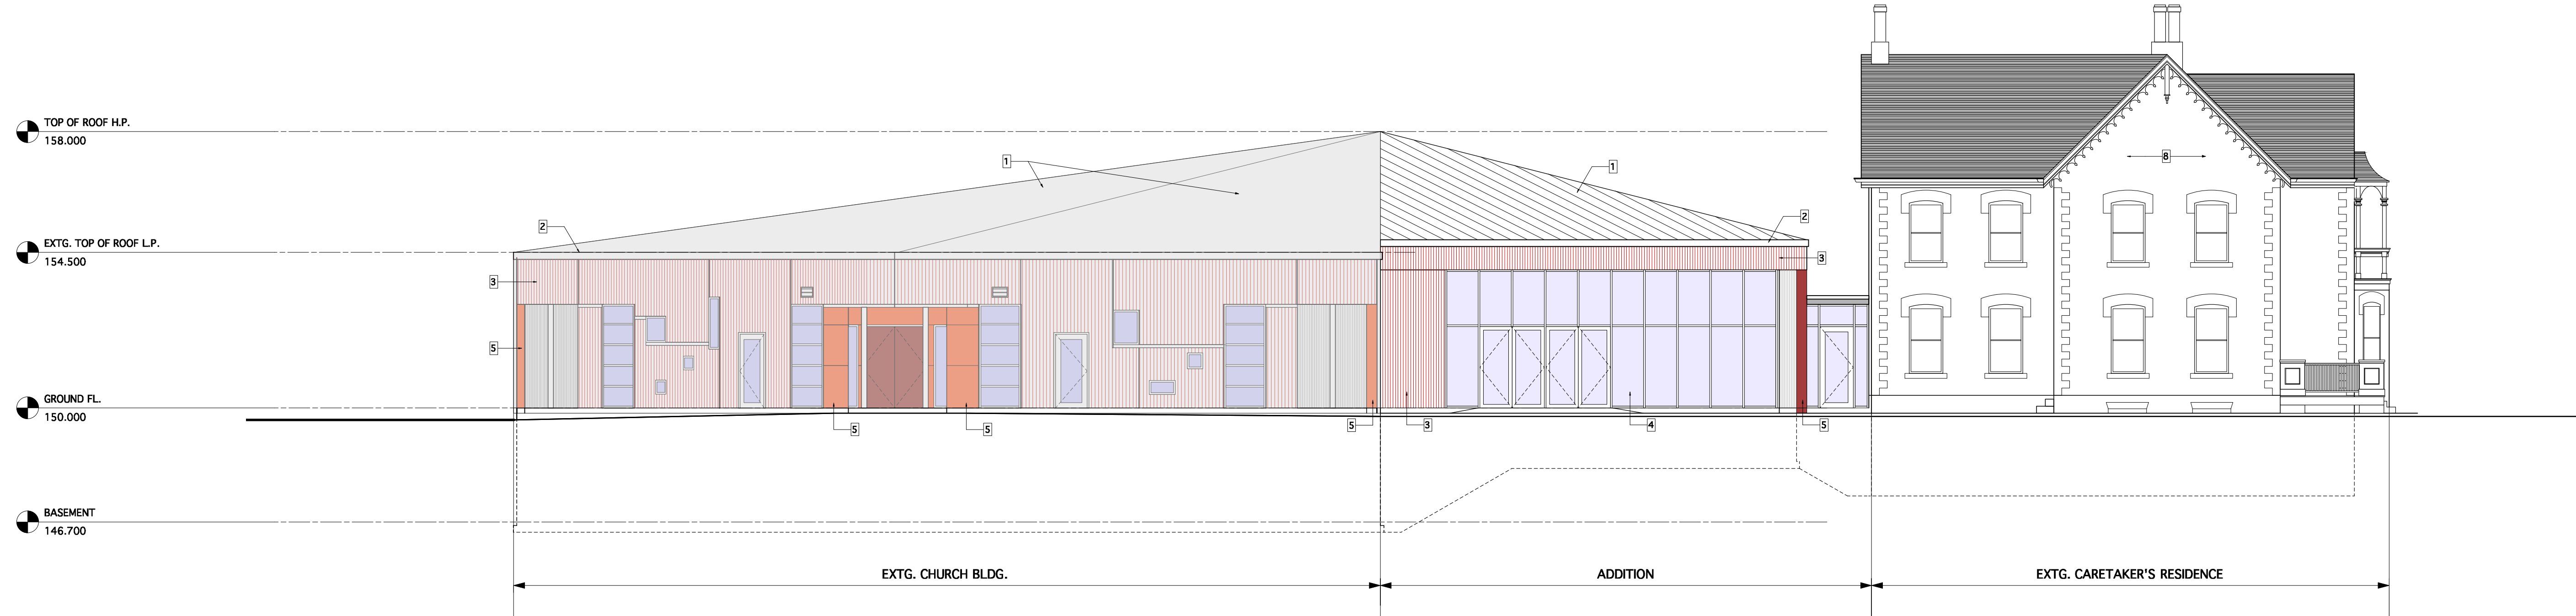 TOP OF ROOF H.P.
158.000
8
1
1
2
2
EXTG. TOP OF ROOF L.P.
154.500
3
3
5
GROUND FL.
150.000
5
5
5
3
4
5
BASEMENT
146.700
EXTG. CHURCH BLDG.
ADDITION
EXTG. CARETAKER'S RESIDENCE